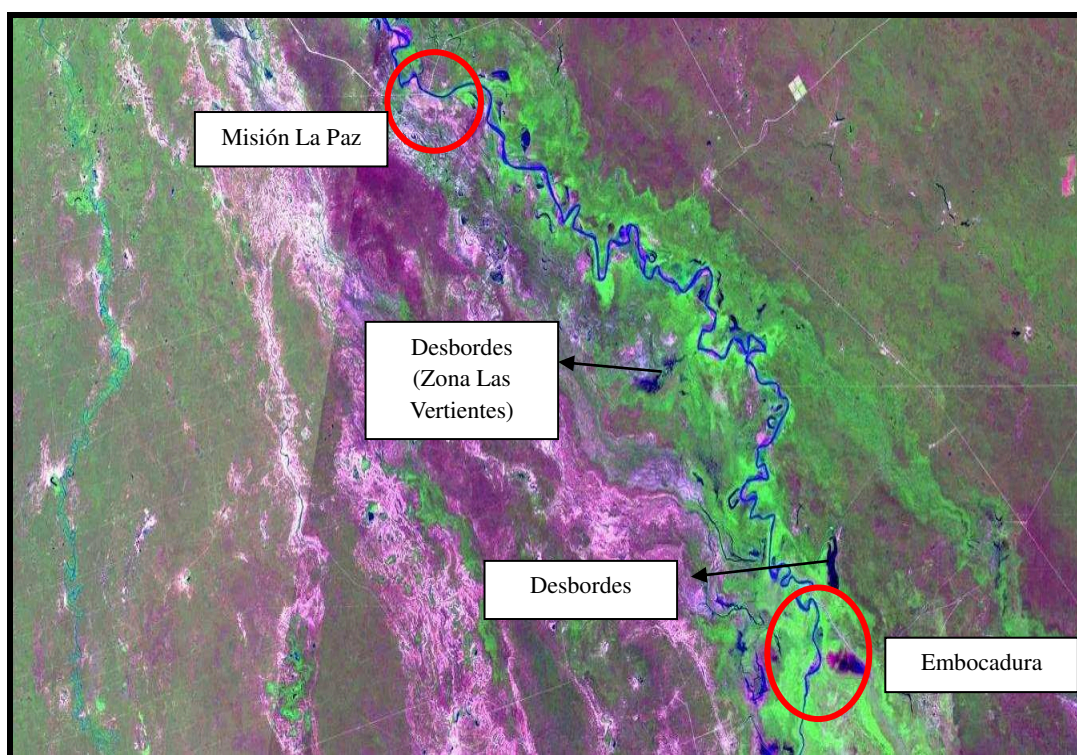 Misión La Paz
Desbordes
(Zona Las
Vertientes)
Desbordes
Embocadura